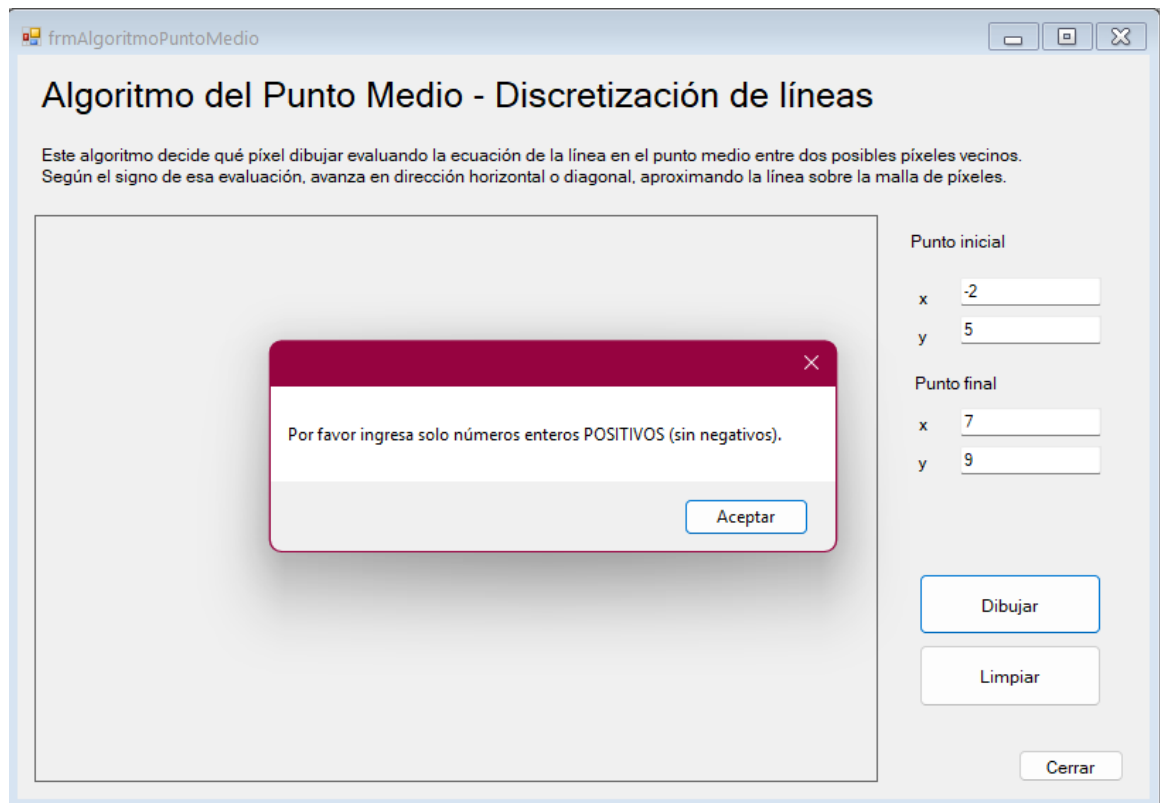 frmAlgoritmoPuntoMedio
Algoritmo del Punto Medio - Discretización de líneas
Este algoritmo decide qué píxel dibujar evaluando la ecuación de la línea en el punto medio entre dos posibles píxeles vecinos.
Según el signo de esa evaluación, avanza en dirección horizontal o diagonal, aproximando la línea sobre la malla de píxeles.
Punto inicial
x -2
y 5
Punto final
x 7
y 9
Por favor ingresa solo números enteros POSITIVOS (sin negativos).
Aceptar
Dibujar
Limpiar
Cerrar